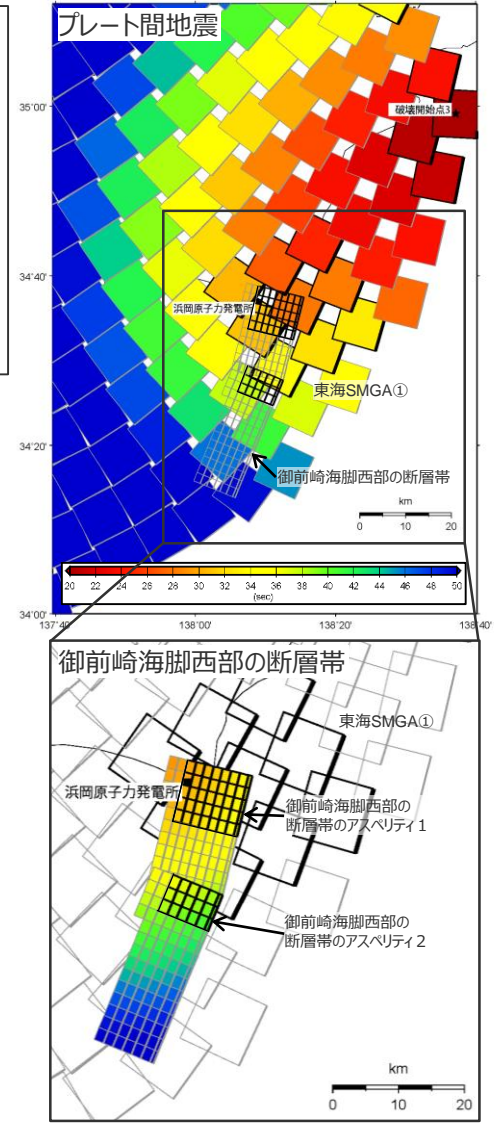 プレート間地震
35°00'
破壊開始点3
34°40'
浜岡原子力発電所
東海SMGA①
34°20'
御前崎海脚西部の断層帯
km
0 10 20
20 22 24 26 28 30 32 34 36 38 40 42 44 46 48 50
(sec)
34°00'
137°40' 138°00' 138°20' 138°40'
御前崎海脚西部の断層帯
東海SMGA①
浜岡原子力発電所
御前崎海脚西部の
断層帯のアスペリティ1
御前崎海脚西部の
断層帯のアスペリティ2
km
0 10 20